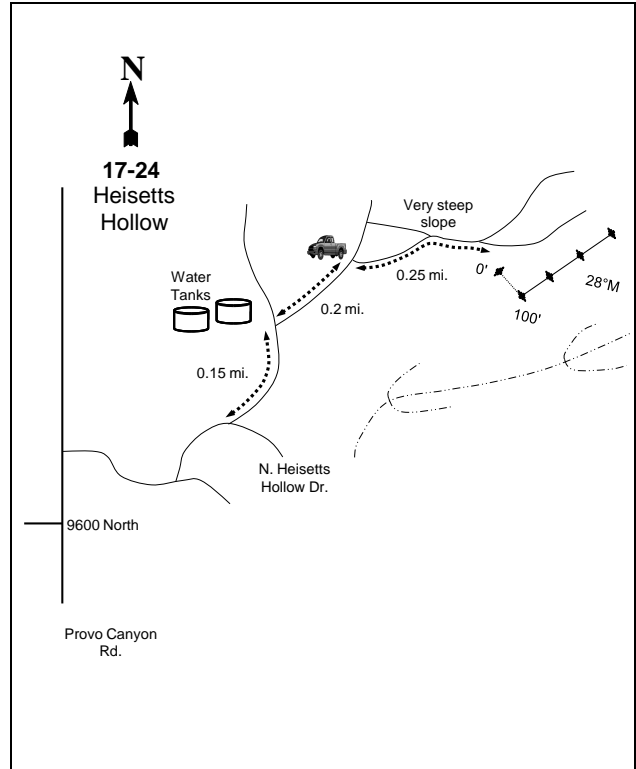 N
17-24
Heisetts
Hollow
Very steep
slope
Water
Tanks
0.25 mi.
0'
28°M
0.2 mi.
100'
0.15 mi.
N. Heisetts
Hollow Dr.
9600 North
Provo Canyon
Rd.